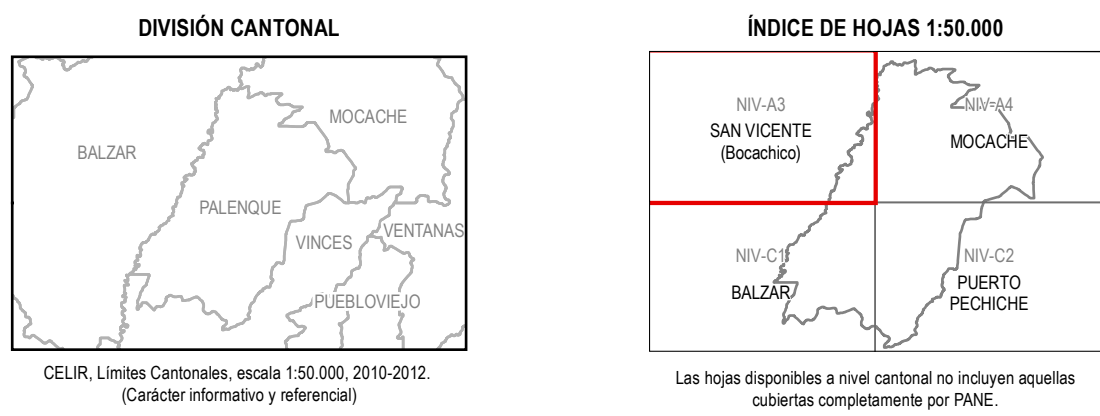 DIVISIÓN CANTONAL
MOCACHE
BALZAR
PALENQUE
VENTANAS
VINCES
PUEBLOVIEJO
CELIR, Límites Cantonales, escala 1:50.000, 2010-2012.
(Carácter informativo y referencial)
ÍNDICE DE HOJAS 1:50.000
NIV-A3
SAN VICENTE
(Bocachico)
NIV-A4
MOCACHE
NIV-C1
BALZAR
NIV-C2
PUERTO
PECHICHE
Las hojas disponibles a nivel cantonal no incluyen aquellas
cubiertas completamente por PANE.